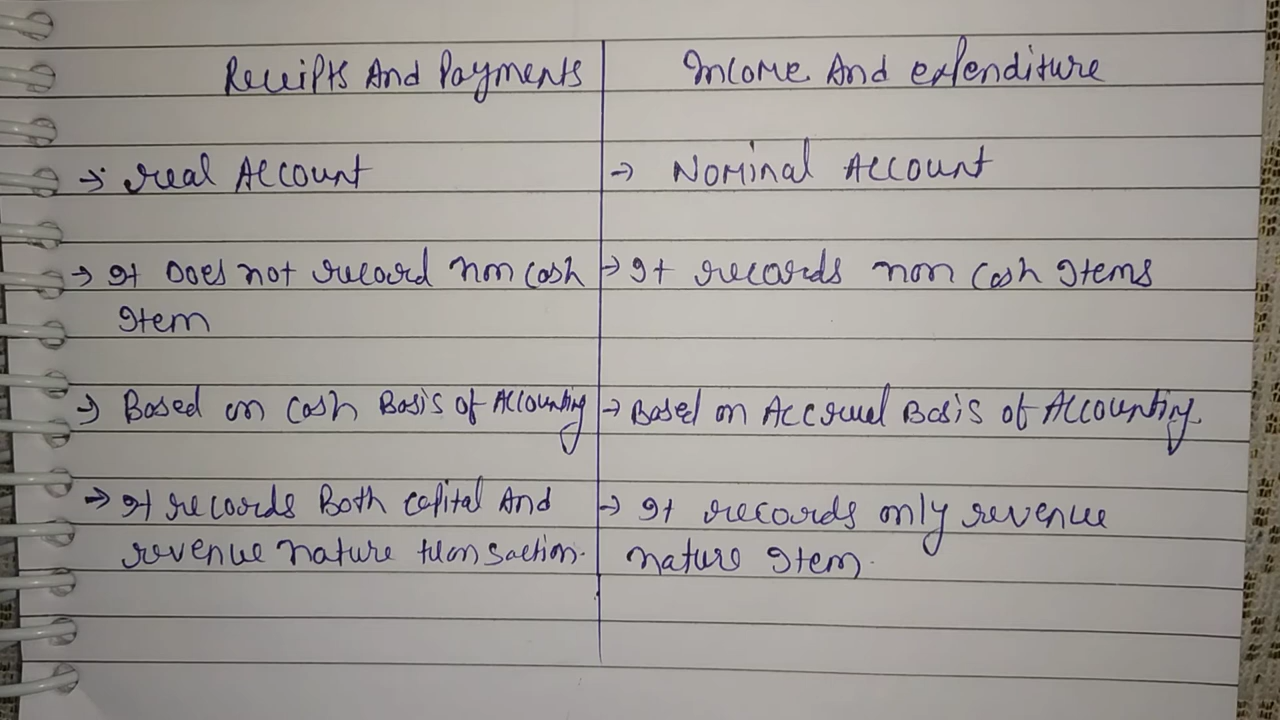 Receipts And Payments
Income And expenditure
→ real Account
→ Nominal Account
→ It Does not record non cash
Item
→ It records non cash Items
→ Based on cash Basis of Accounting
→ Based on Accrual Basis of Accounting.
→ It records Both capital And
revenue nature transaction.
→ It records only revenue
nature Item.